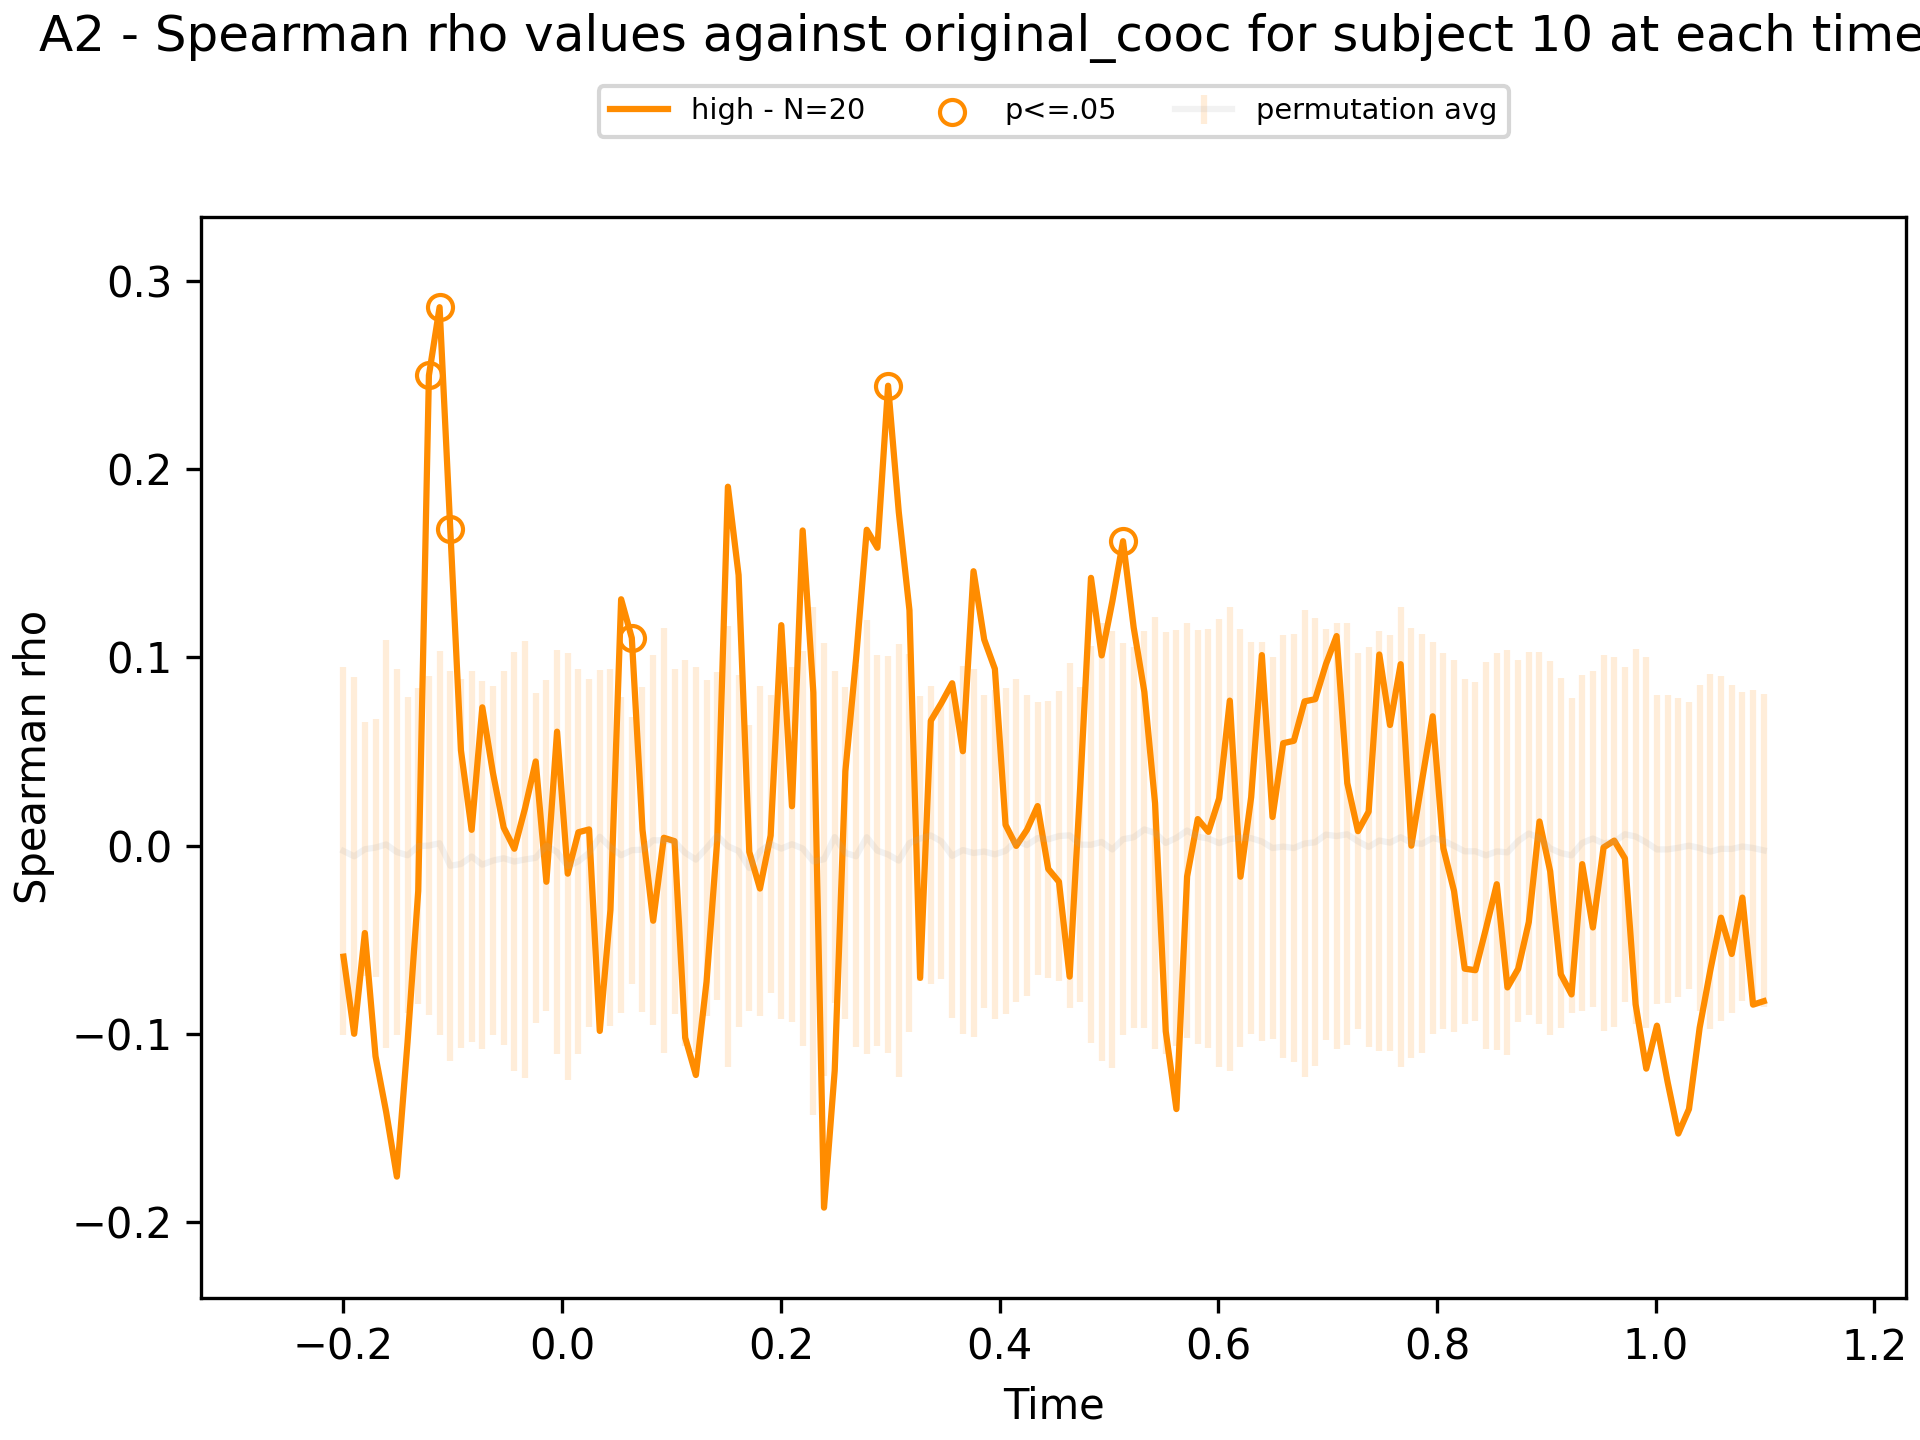 A2 - Spearman rho values against original_cooc for subject 10 at each time
high - N=20 p<=.05 permutation avg
0.3
0.2
0.1
0.0
−0.1
−0.2
Spearman rho
−0.2 0.0 0.2 0.4 0.6 0.8 1.0 1.2
Time